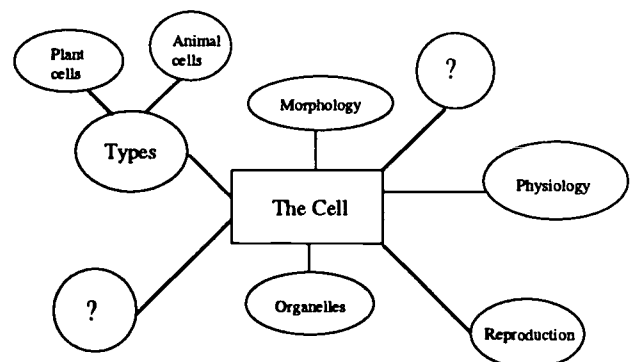 Plant
cells
Animal
cells
?
Morphology
Types
Physiology
The Cell
?
Organelles
Reproduction